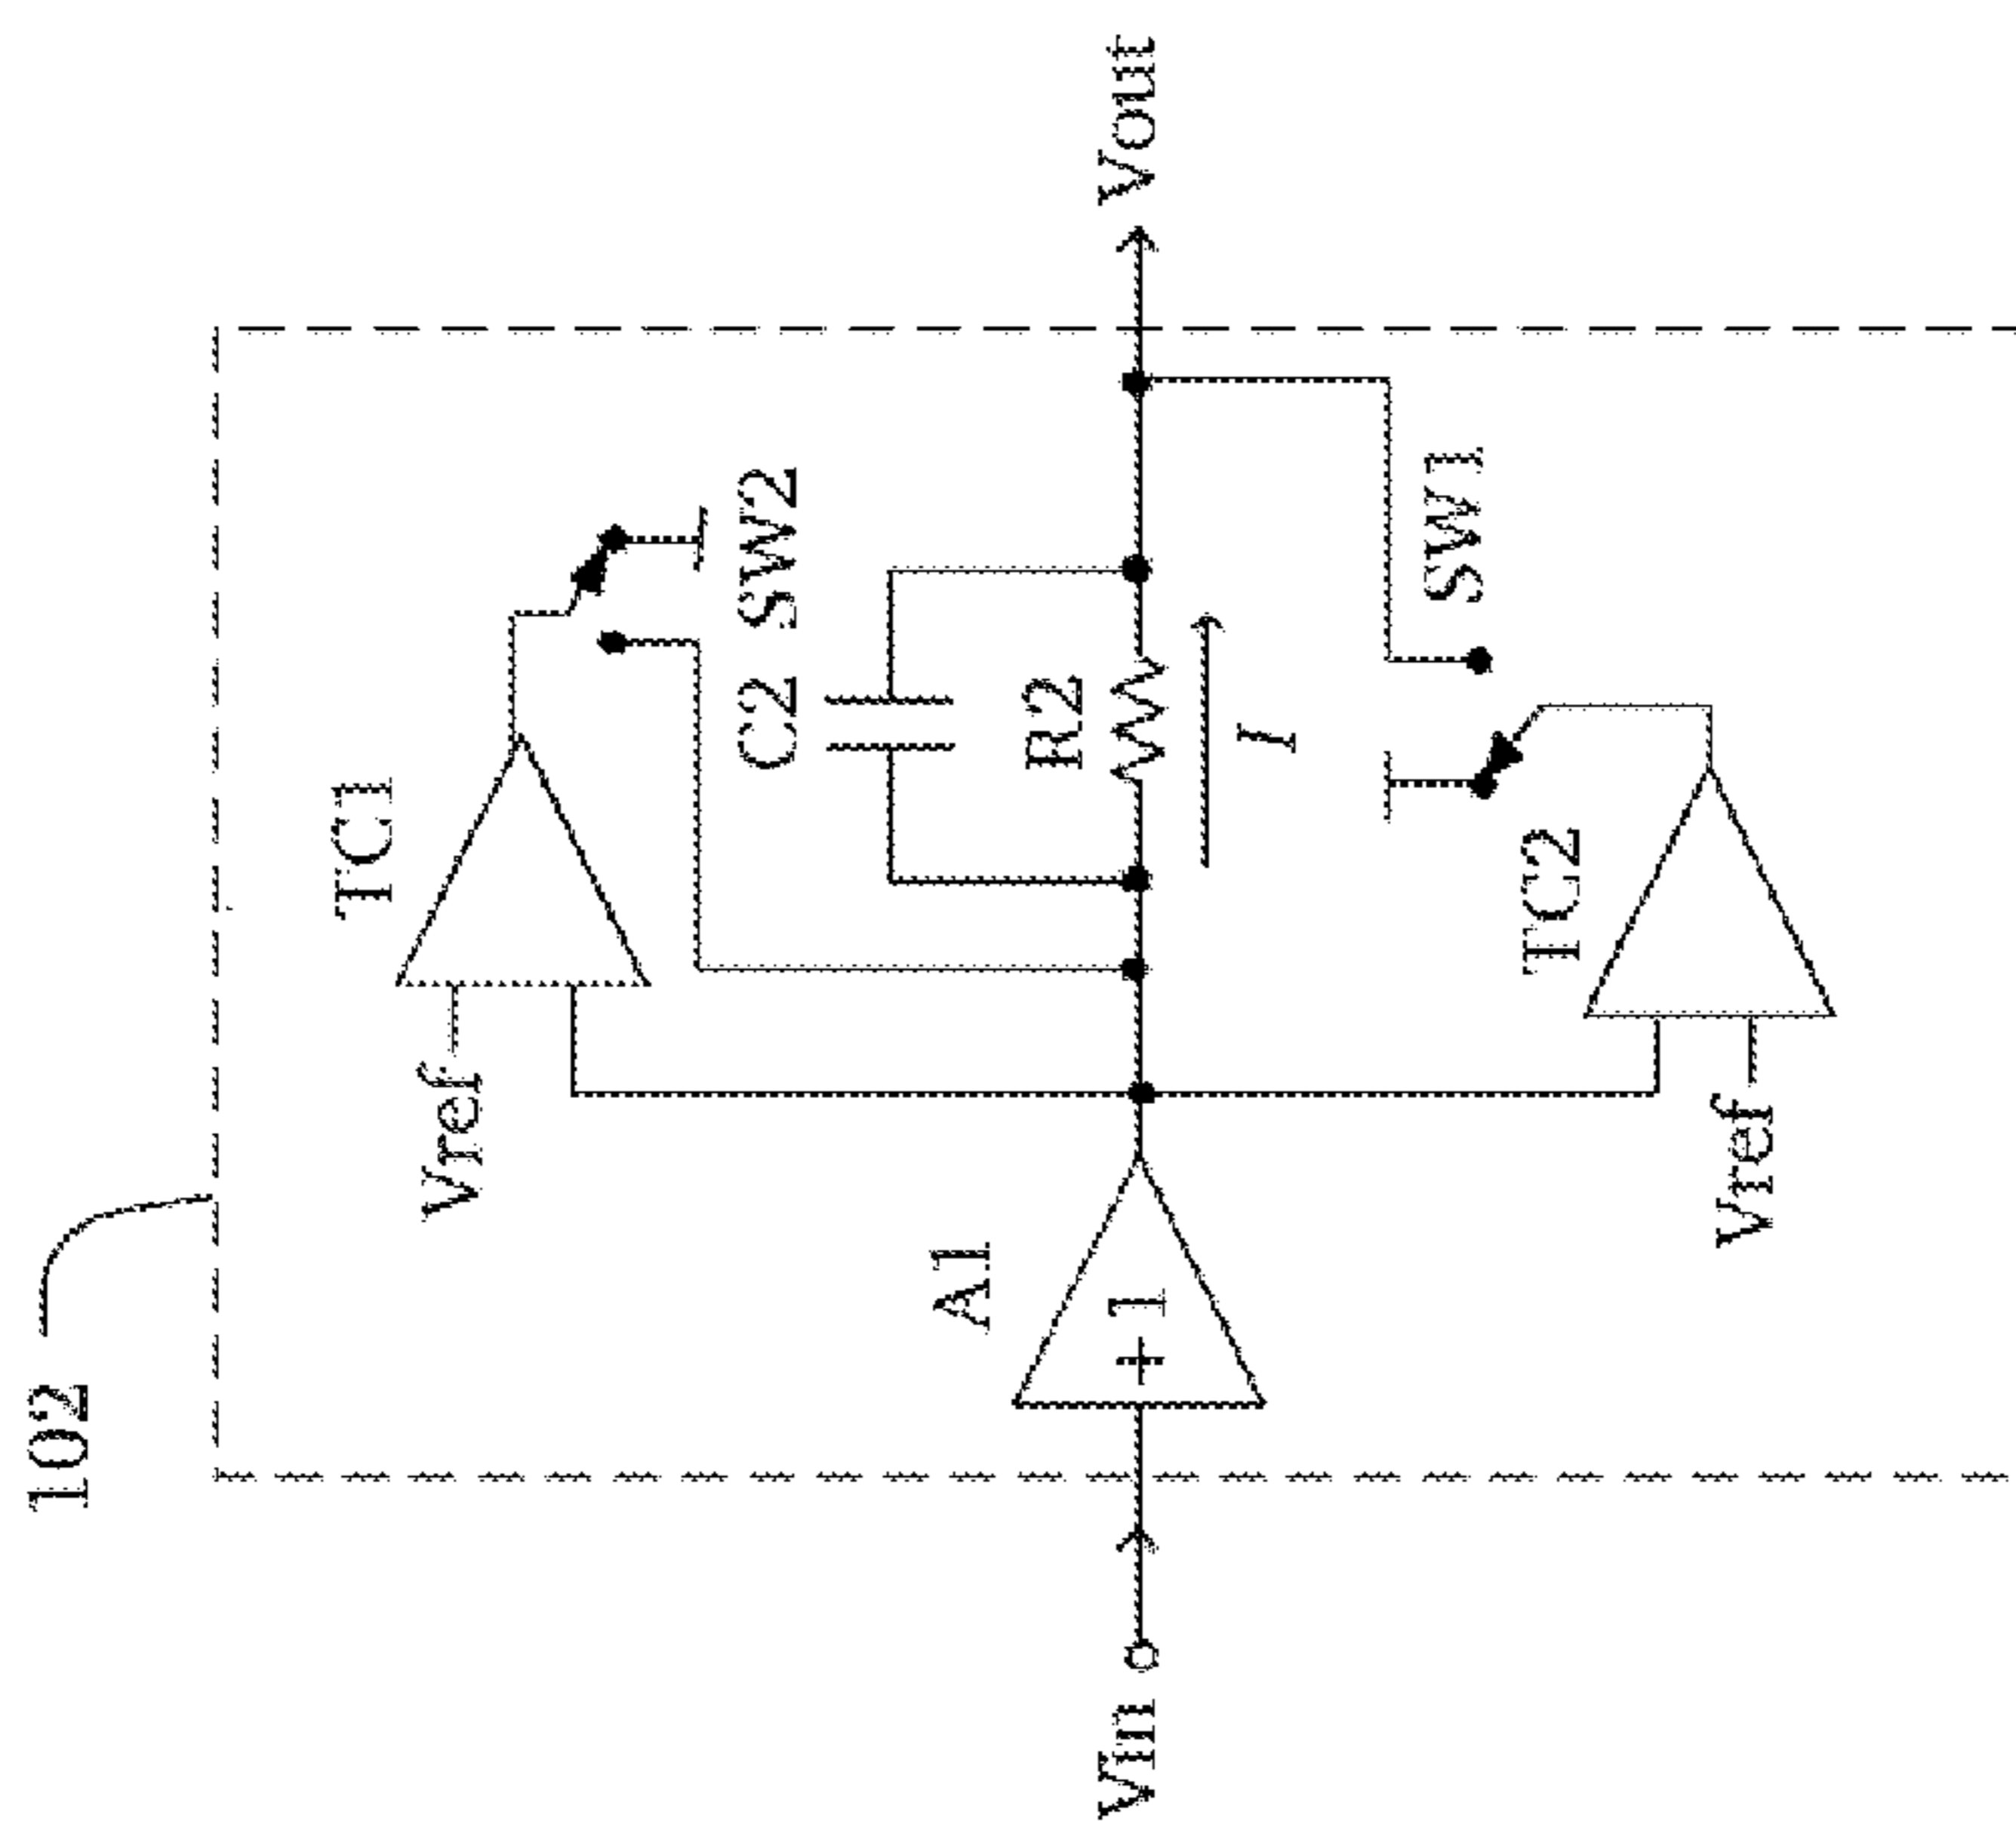 102
TC1
Vref
SW2
C2
A1
+1
R2
Vin
Vout
I
SW1
TC2
Vref